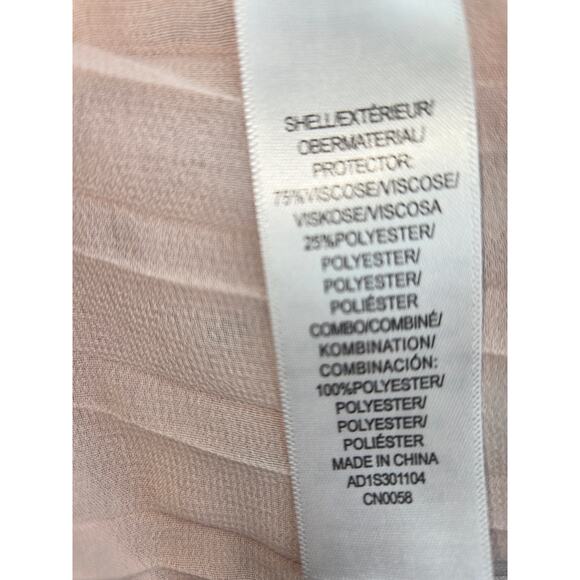 SHELL/EXTÉRIEUR/
OBERMATERIAL/
PROTECTOR:
75%VISCOSE/VISCOSE/
VISKOSE/VISCOSA
25%POLYESTER/
POLYESTER/
POLYESTER/
POLIÉSTER
COMBO/COMBINÉ/
KOMBINATION/
COMBINACIÓN:
100%POLYESTER/
POLYESTER/
POLYESTER/
POLIÉSTER
MADE IN CHINA
AD1S301104
CN0058